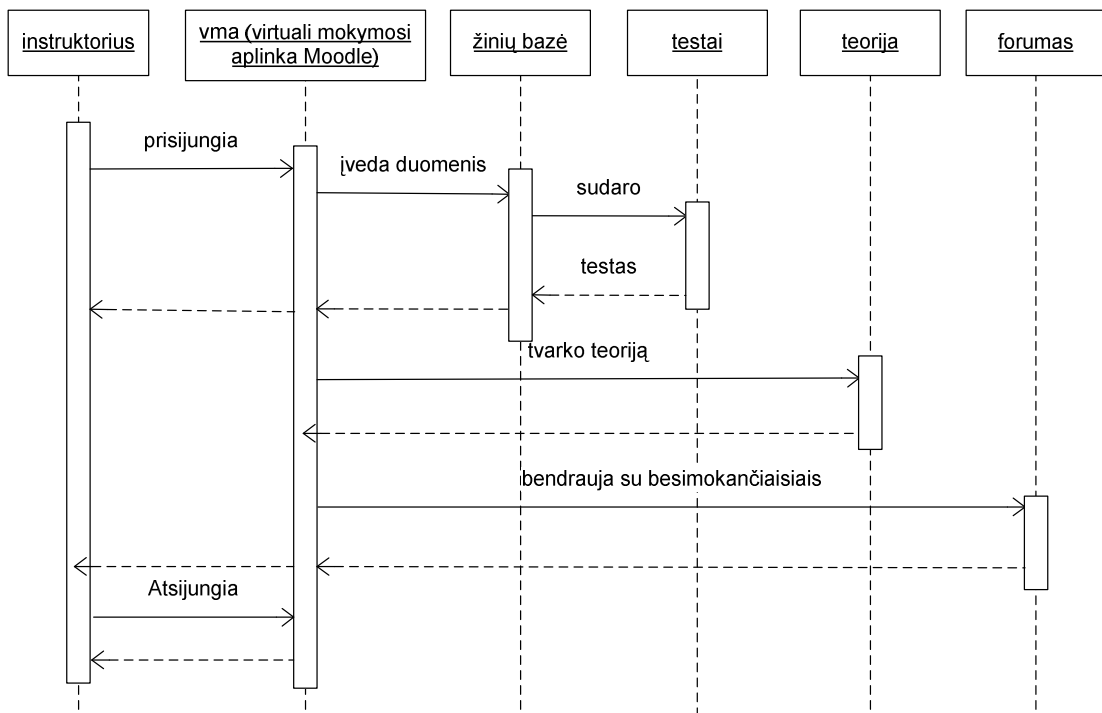 instruktorius
vma (virtuali mokymosi
aplinka Moodle)
žinių bazė
testai
teorija
forumas
prisijungia
įveda duomenis
sudaro
testas
tvarko teoriją
bendrauja su besimokančiaisiais
Atsijungia